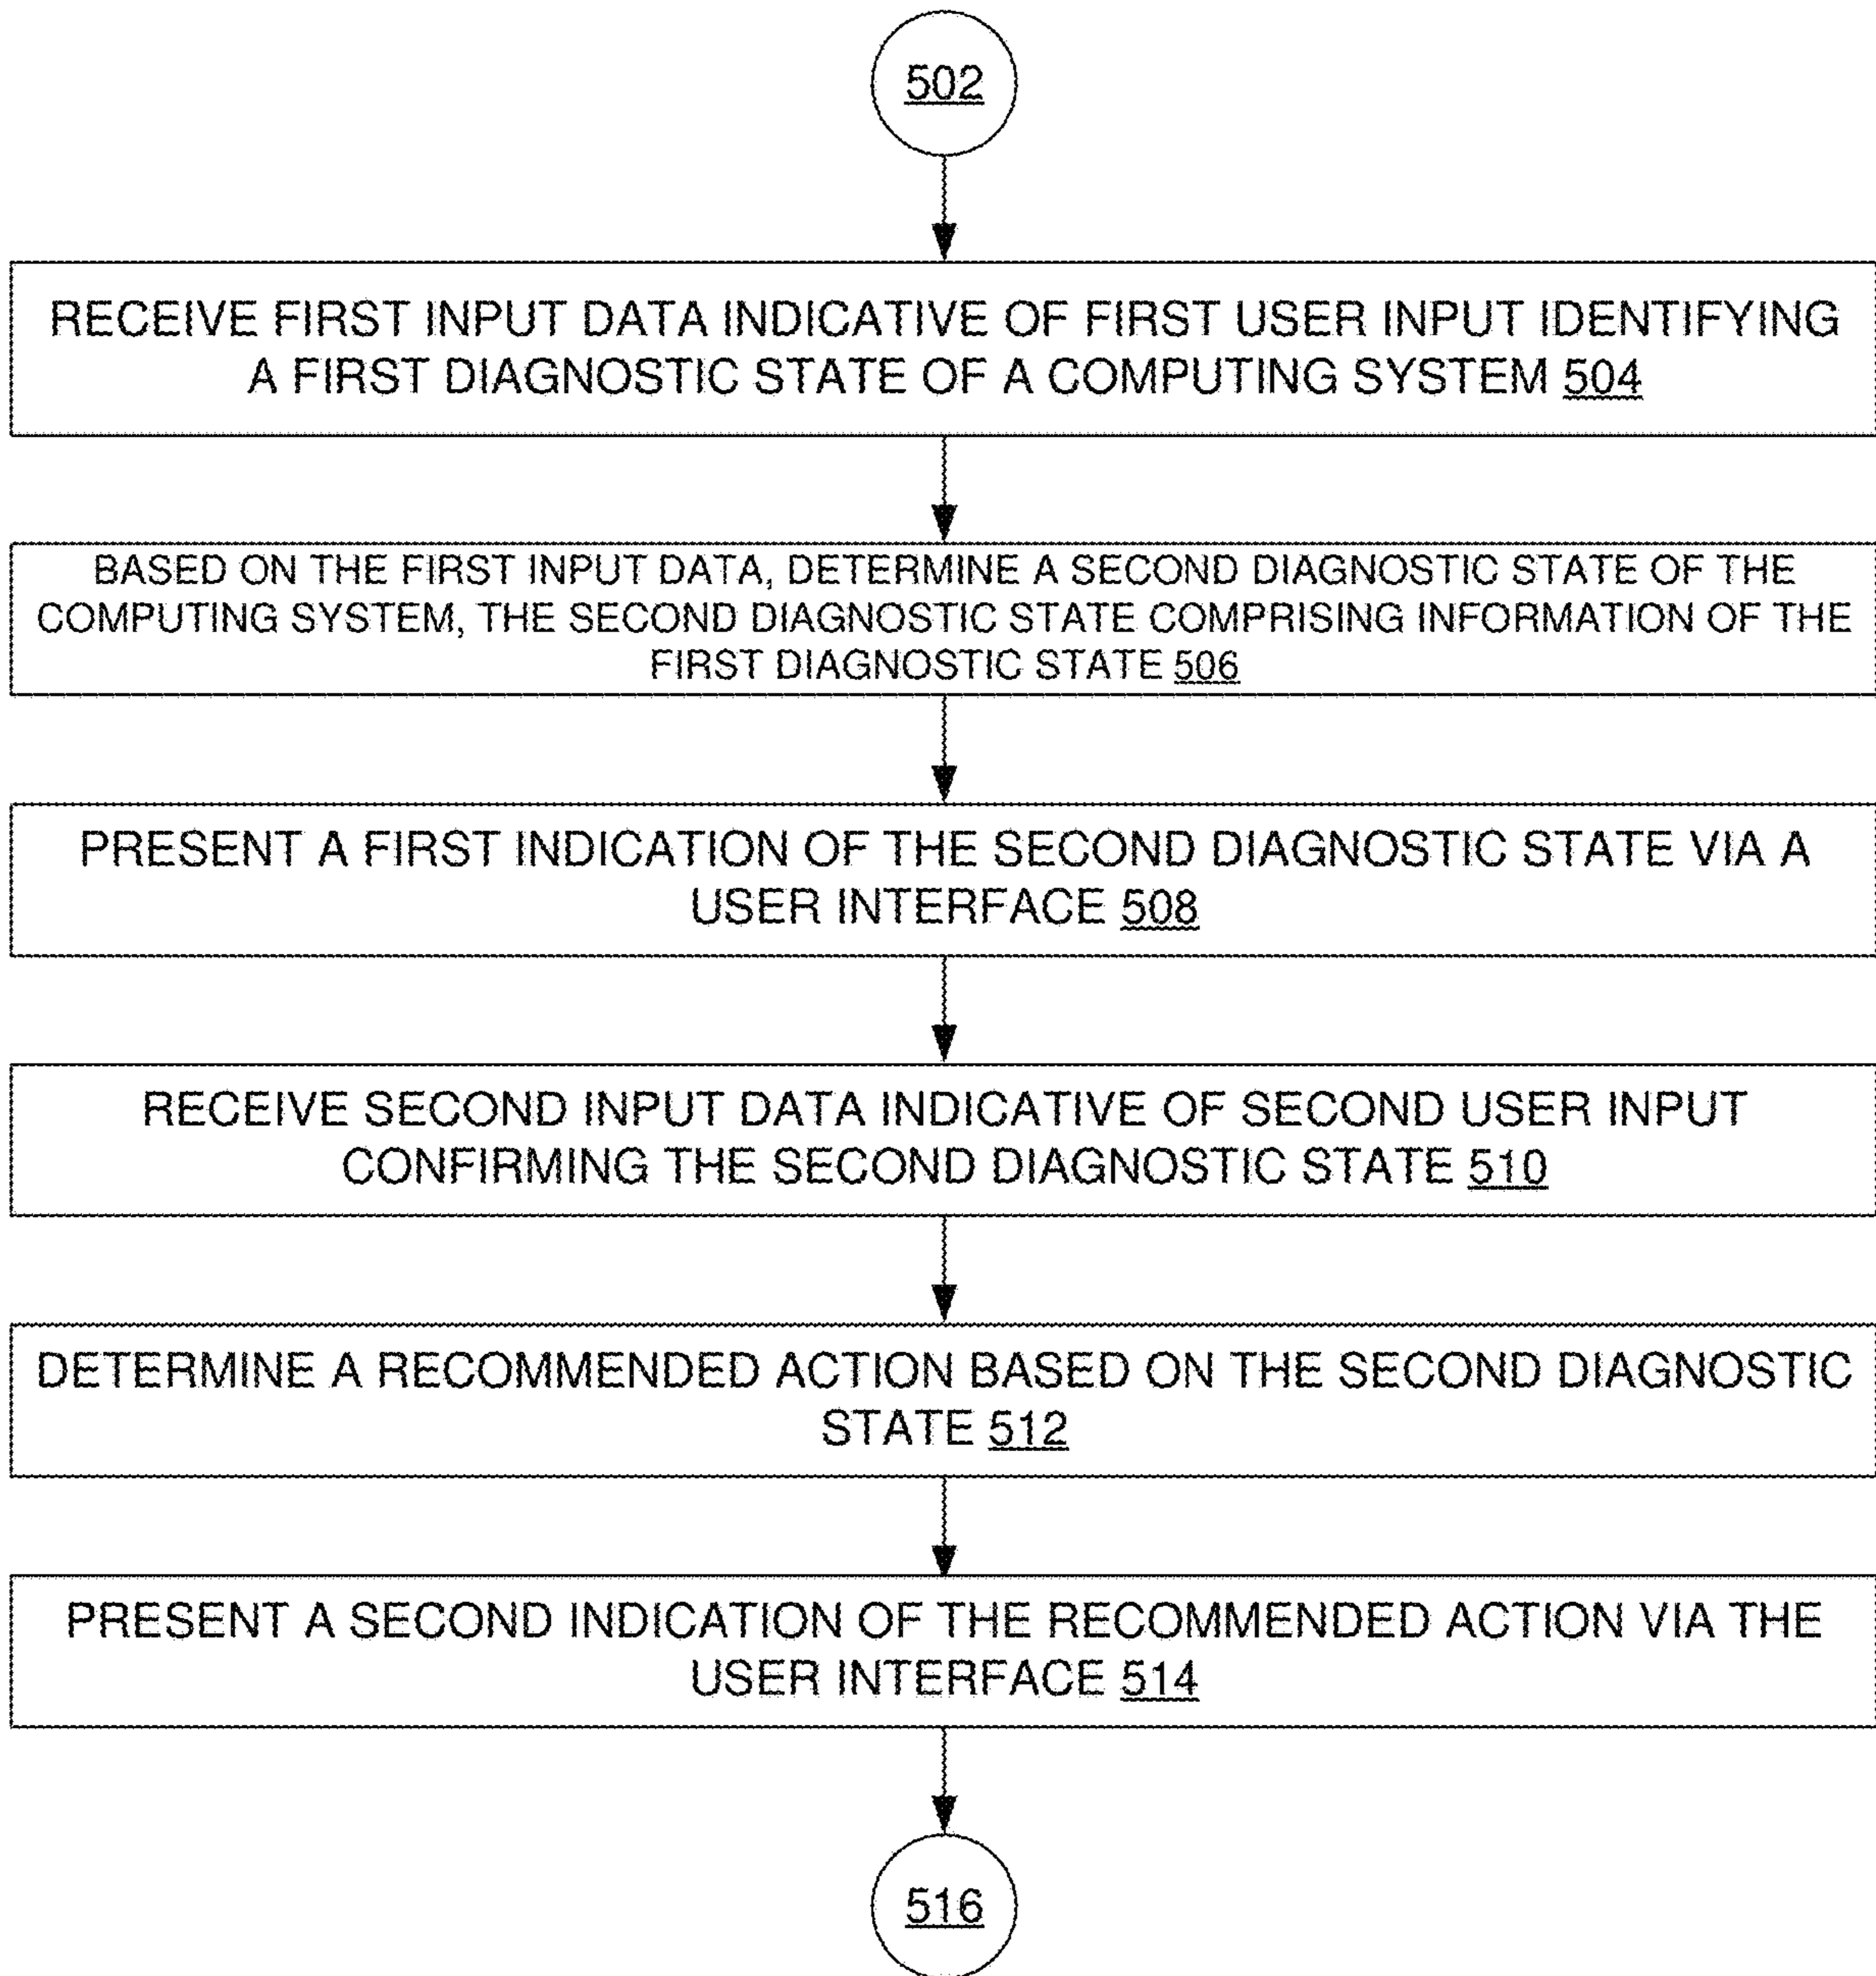 502
RECEIVE FIRST INPUT DATA INDICATIVE OF FIRST USER INPUT IDENTIFYING
A FIRST DIAGNOSTIC STATE OF A COMPUTING SYSTEM 504
BASED ON THE FIRST INPUT DATA, DETERMINE A SECOND DIAGNOSTIC STATE OF THE
COMPUTING SYSTEM, THE SECOND DIAGNOSTIC STATE COMPRISING INFORMATION OF THE
FIRST DIAGNOSTIC STATE 506
PRESENT A FIRST INDICATION OF THE SECOND DIAGNOSTIC STATE VIA A
USER INTERFACE 508
RECEIVE SECOND INPUT DATA INDICATIVE OF SECOND USER INPUT
CONFIRMING THE SECOND DIAGNOSTIC STATE 510
DETERMINE A RECOMMENDED ACTION BASED ON THE SECOND DIAGNOSTIC
STATE 512
PRESENT A SECOND INDICATION OF THE RECOMMENDED ACTION VIA THE
USER INTERFACE 514
516